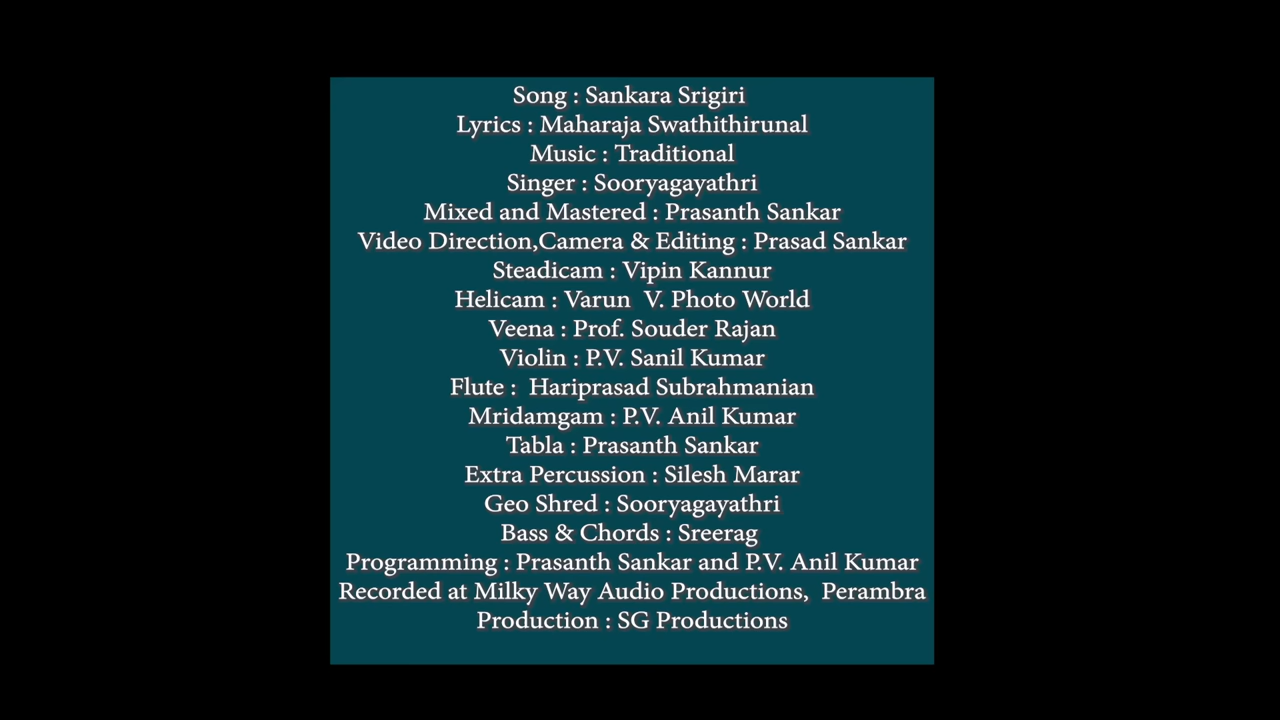 Song : Sankara Srigiri
Lyrics : Maharaja Swathithirunal
Music : Traditional
Singer : Sooryagayathri
Mixed and Mastered : Prasanth Sankar
Video Direction,Camera & Editing : Prasad Sankar
Steadicam : Vipin Kannur
Helicam : Varun  V. Photo World
Veena : Prof. Souder Rajan
Violin : P.V. Sanil Kumar
Flute :  Hariprasad Subrahmanian
Mridamgam : P.V. Anil Kumar
Tabla : Prasanth Sankar
Extra Percussion : Silesh Marar
Geo Shred : Sooryagayathri
Bass & Chords : Sreerag
Programming : Prasanth Sankar and P.V. Anil Kumar
Recorded at Milky Way Audio Productions,  Perambra
Production : SG Productions